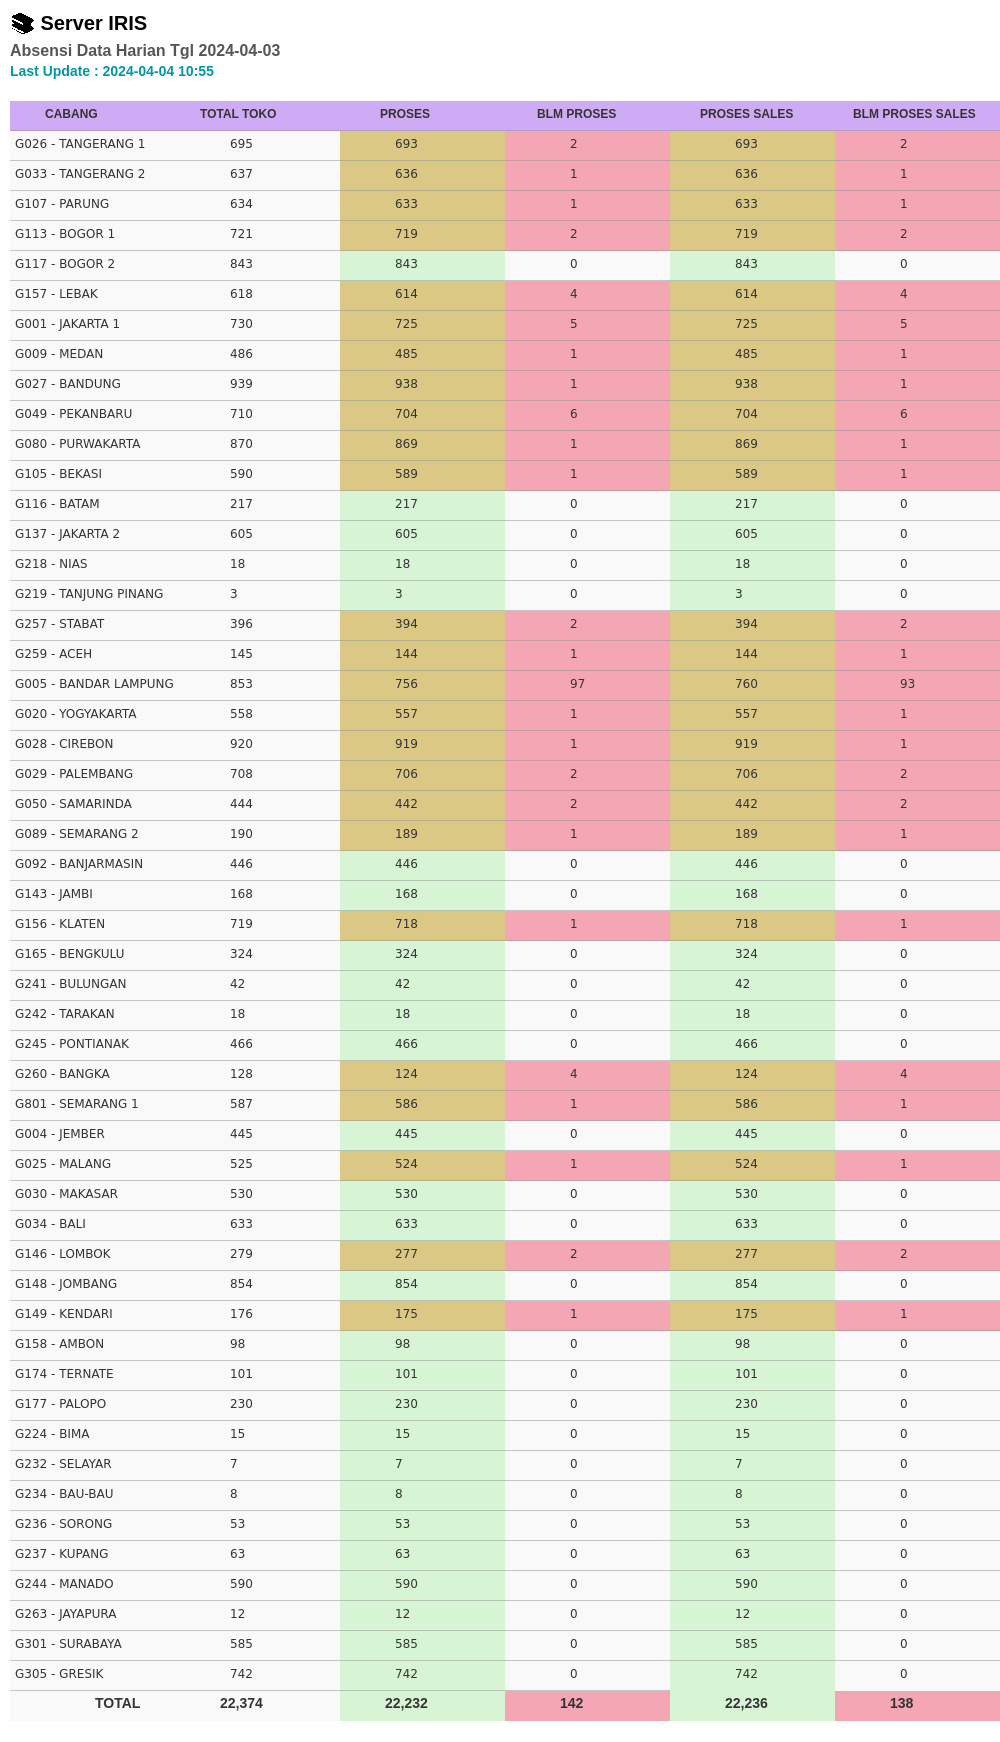 Server IRIS
Absensi Data Harian Tgl 2024-04-03
Last Update : 2024-04-04 10:55
CABANG TOTAL TOKO PROSES BLM PROSES PROSES SALES BLM PROSES SALES
G026 - TANGERANG 1 695 693 2 693 2
G033 - TANGERANG 2 637 636 1 636 1
G107 - PARUNG 634 633 1 633 1
G113 - BOGOR 1 721 719 2 719 2
G117 - BOGOR 2 843 843 0 843 0
G157 - LEBAK 618 614 4 614 4
G001 - JAKARTA 1 730 725 5 725 5
G009 - MEDAN 486 485 1 485 1
G027 - BANDUNG 939 938 1 938 1
G049 - PEKANBARU 710 704 6 704 6
G080 - PURWAKARTA 870 869 1 869 1
G105 - BEKASI 590 589 1 589 1
G116 - BATAM 217 217 0 217 0
G137 - JAKARTA 2 605 605 0 605 0
G218 - NIAS 18 18 0 18 0
G219 - TANJUNG PINANG 3 3 0 3 0
G257 - STABAT 396 394 2 394 2
G259 - ACEH 145 144 1 144 1
G005 - BANDAR LAMPUNG 853 756 97 760 93
G020 - YOGYAKARTA 558 557 1 557 1
G028 - CIREBON 920 919 1 919 1
G029 - PALEMBANG 708 706 2 706 2
G050 - SAMARINDA 444 442 2 442 2
G089 - SEMARANG 2 190 189 1 189 1
G092 - BANJARMASIN 446 446 0 446 0
G143 - JAMBI 168 168 0 168 0
G156 - KLATEN 719 718 1 718 1
G165 - BENGKULU 324 324 0 324 0
G241 - BULUNGAN 42 42 0 42 0
G242 - TARAKAN 18 18 0 18 0
G245 - PONTIANAK 466 466 0 466 0
G260 - BANGKA 128 124 4 124 4
G801 - SEMARANG 1 587 586 1 586 1
G004 - JEMBER 445 445 0 445 0
G025 - MALANG 525 524 1 524 1
G030 - MAKASAR 530 530 0 530 0
G034 - BALI 633 633 0 633 0
G146 - LOMBOK 279 277 2 277 2
G148 - JOMBANG 854 854 0 854 0
G149 - KENDARI 176 175 1 175 1
G158 - AMBON 98 98 0 98 0
G174 - TERNATE 101 101 0 101 0
G177 - PALOPO 230 230 0 230 0
G224 - BIMA 15 15 0 15 0
G232 - SELAYAR 7 7 0 7 0
G234 - BAU-BAU 8 8 0 8 0
G236 - SORONG 53 53 0 53 0
G237 - KUPANG 63 63 0 63 0
G244 - MANADO 590 590 0 590 0
G263 - JAYAPURA 12 12 0 12 0
G301 - SURABAYA 585 585 0 585 0
G305 - GRESIK 742 742 0 742 0
TOTAL 22,374 22,232 142 22,236 138